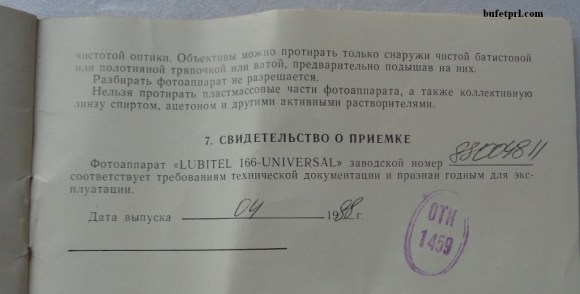 bufetprl.com
чистотой оптики. Объективы можно протирать только снаружи чистой батистовой
или полотняной тряпочкой или ватой, предварительно подышав на них.
Разбирать фотоаппарат не разрешается.
Нельзя протирать пластмассовые части фотоаппарата, а также коллективную
линзу спиртом, ацетоном и другими активными растворителями.
7. СВИДЕТЕЛЬСТВО О ПРИЕМКЕ
Фотоаппарат «LUBITEL 166-UNIVERSAL» заводской номер 88004811
соответствует требованиям технической документации и признан годным для экс-
плуатации.
Дата выпуска 04 1988 г.
ОТК
1459